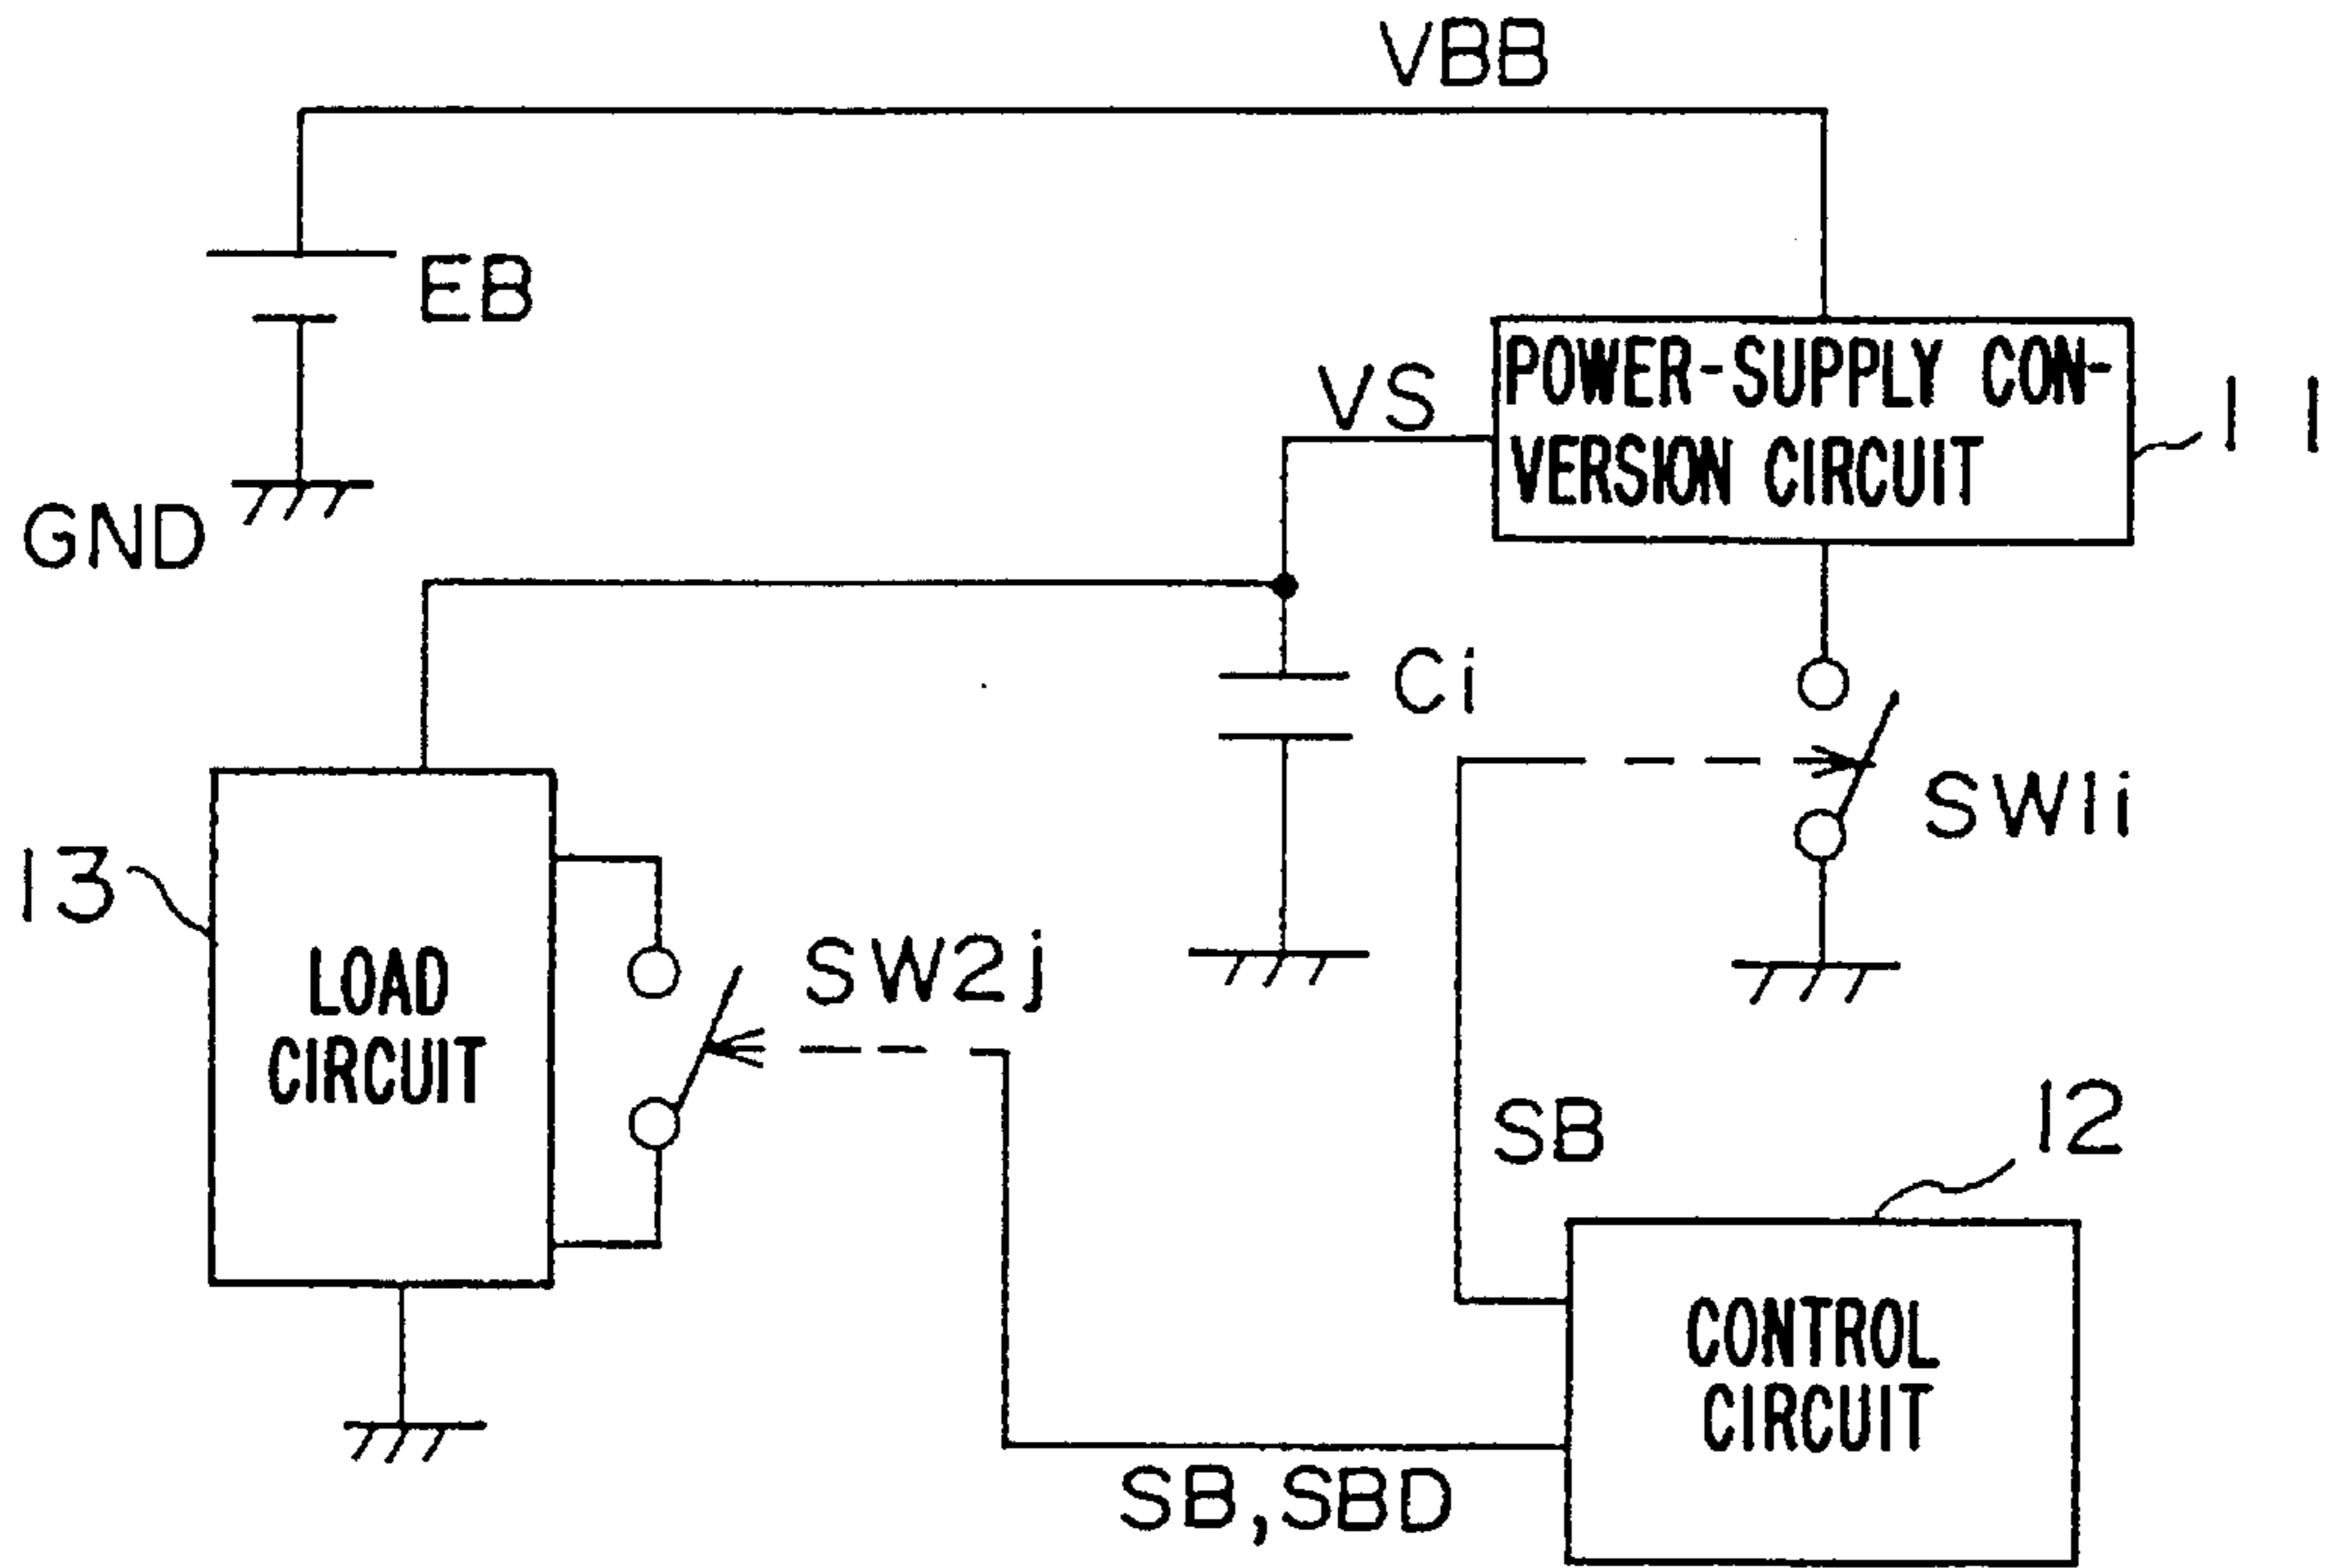 VBB
EB
VS
POWER-SUPPLY CON-
VERSION CIRCUIT
11
GND
Ci
SW1i
13
LOAD
CIRCUIT
SW2j
SB
12
CONTROL
CIRCUIT
SB,SBD